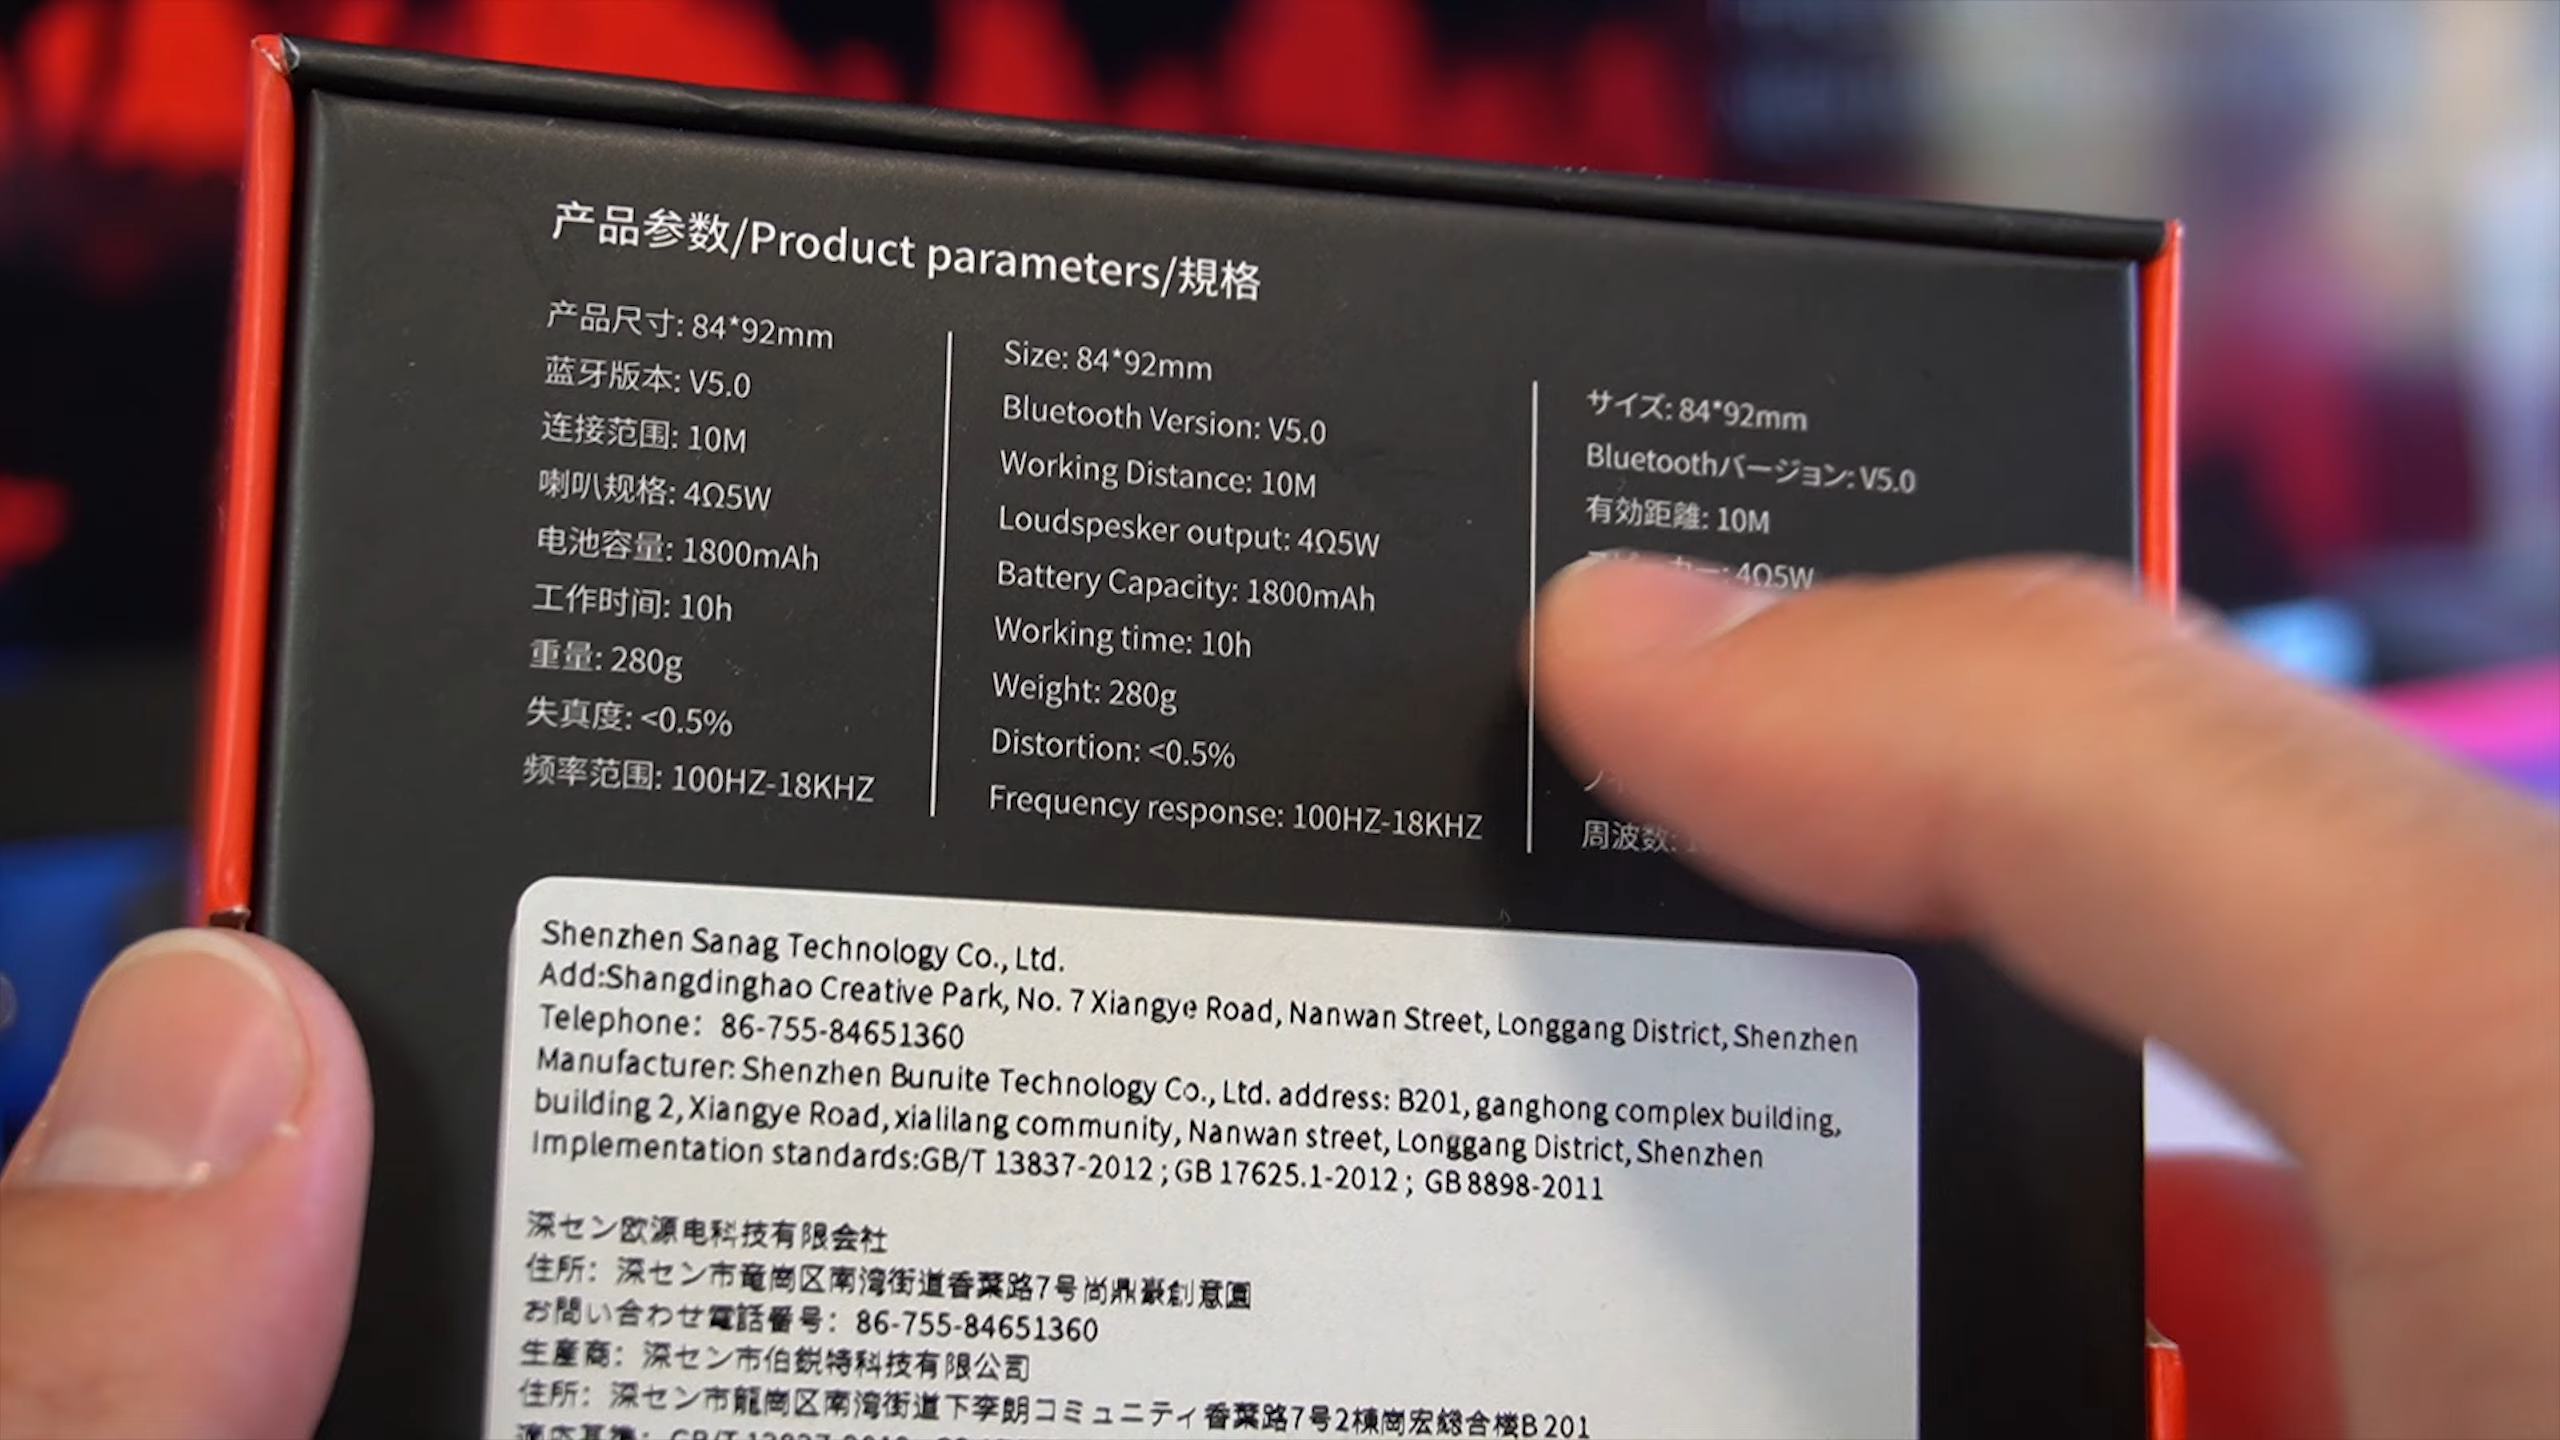 产品参数/Product parameters/規格
产品尺寸: 84*92mm
蓝牙版本: V5.0
连接范围: 10M
喇叭规格: 4Ω5W
电池容量: 1800mAh
工作时间: 10h
重量: 280g
失真度: <0.5%
频率范围: 100HZ-18KHZ
Size: 84*92mm
Bluetooth Version: V5.0
Working Distance: 10M
Loudspesker output: 4Ω5W
Battery Capacity: 1800mAh
Working time: 10h
Weight: 280g
Distortion: <0.5%
Frequency response: 100HZ-18KHZ
サイズ: 84*92mm
Bluetoothバージョン: V5.0
有効距離: 10M
4Ω5W
周波数:
Shenzhen Sanag Technology Co., Ltd.
Add:Shangdinghao Creative Park, No. 7 Xiangye Road, Nanwan Street, Longgang District, Shenzhen
Telephone: 86-755-84651360
Manufacturer: Shenzhen Buruite Technology Co., Ltd. address: B201, ganghong complex building,
building 2, Xiangye Road, xialilang community, Nanwan street, Longgang District, Shenzhen
Implementation standards:GB/T 13837-2012 ; GB 17625.1-2012 ; GB 8898-2011
深セン欧源电科技有限会社
住所: 深セン市竜崗区南湾街道香葉路7号尚鼎豪創意園
お問い合わせ電話番号: 86-755-84651360
生産商: 深セン市伯鋭特科技有限公司
住所: 深セン市龍崗区南湾街道下李朗コミュニティ香葉路7号2棟崗宏総合楼B201